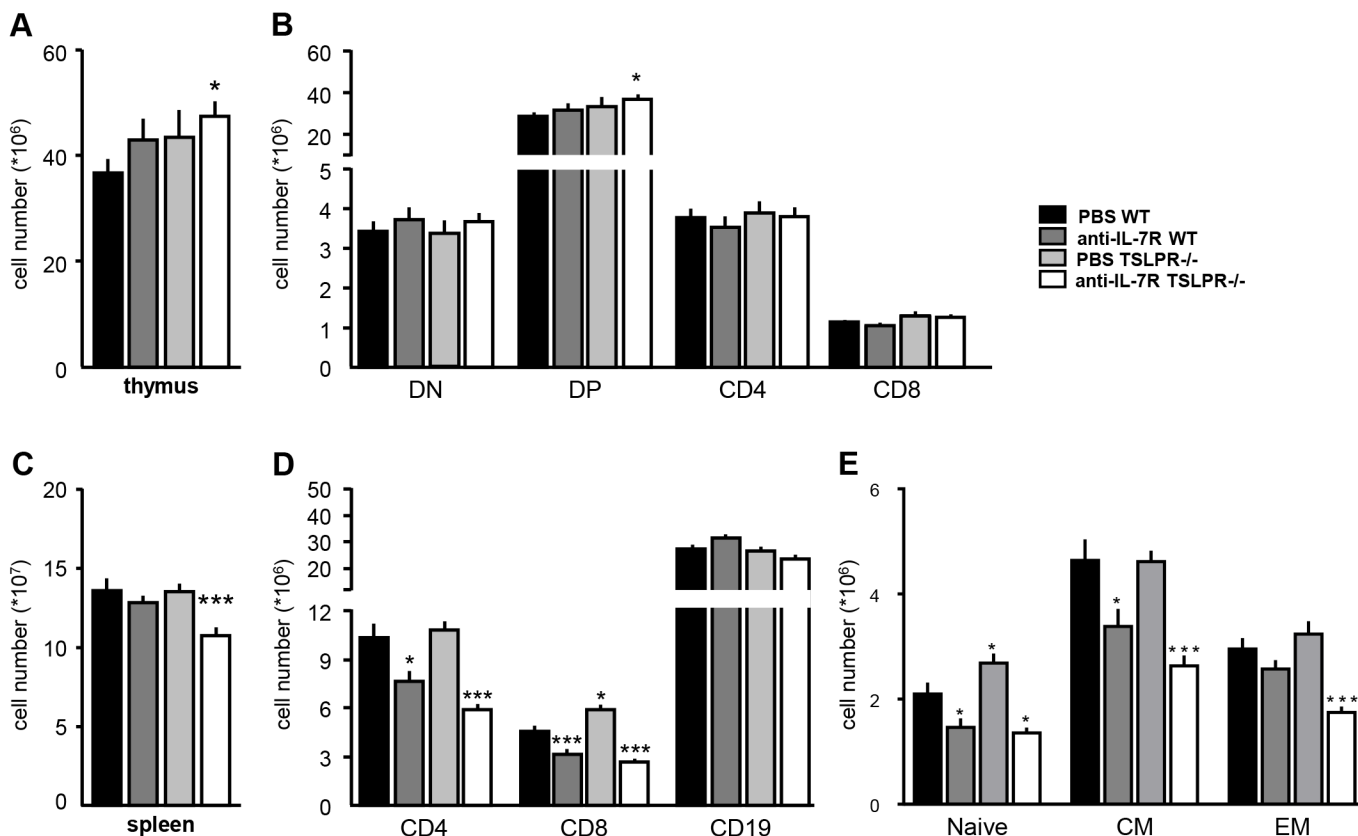 A
cell number (*10⁶)
60
40
20
0
*
thymus
B
cell number (*10⁶)
60
40
20
5
4
3
2
1
0
*
DN DP CD4 CD8
PBS WT
anti-IL-7R WT
PBS TSLPR-/-
anti-IL-7R TSLPR-/-
C
cell number (*10⁷)
20
15
10
5
0
***
spleen
D
cell number (*10⁶)
50
40
30
20
12
9
6
3
0
* *** *** * ***
CD4 CD8 CD19
E
cell number (*10⁶)
6
4
2
0
* * * * *** ***
Naive CM EM